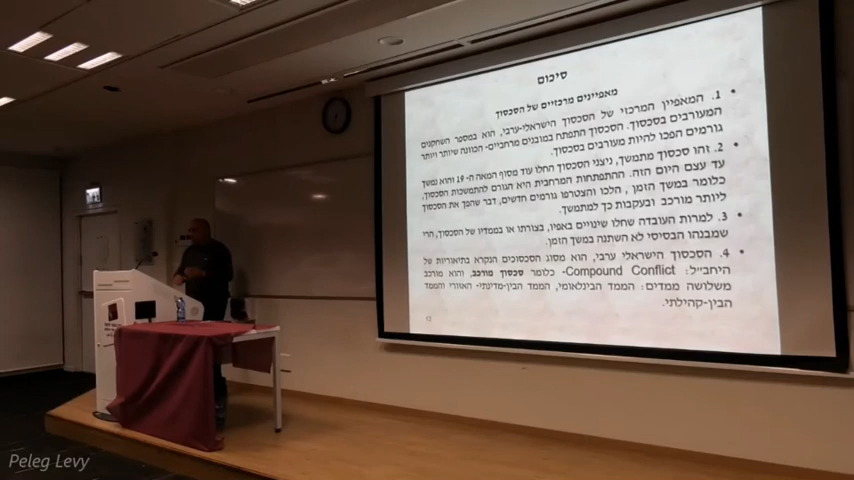 סיכום
מאפיינים מרכזיים של הסכסוך
• 1. המאפיין המרכזי של הסכסוך הישראלי-ערבי, הוא במספר השחקנים
המעורבים בסכסוך. הסכסוך התפתח במובנים מרחביים- הכוונה שיותר ויותר
גורמים הפכו להיות מעורבים בסכסוך.
• 2. זהו סכסוך מתמשך, ניצני הסכסוך החלו עוד מסוף המאה ה- 19 והוא נמשך
עד עצם היום הזה. ההתפתחות המרחבית היא הגורם להתמשכות הסכסוך,
כלומר במשך הזמן, הלכו והצטרפו גורמים חדשים, דבר שהפך את הסכסוך
ליותר מורכב ובעקבות כך למתמשך.
• 3. למרות העובדה שחלו שינויים באפיו, בצורתו או בממדיו של הסכסוך, הרי
שמבנהו הבסיסי לא השתנה במשך הזמן.
• 4. הסכסוך הישראלי ערבי, הוא מסוג הסכסוכים הנקרא בתיאוריות של
היחב״ל: Compound Conflict- כלומר סכסוך מורכב, והוא מורכב
משלושה ממדים: הממד הבינלאומי, הממד הבין-מדינתי- האזורי והממד
הבין-קהילתי.
13
Peleg Levy